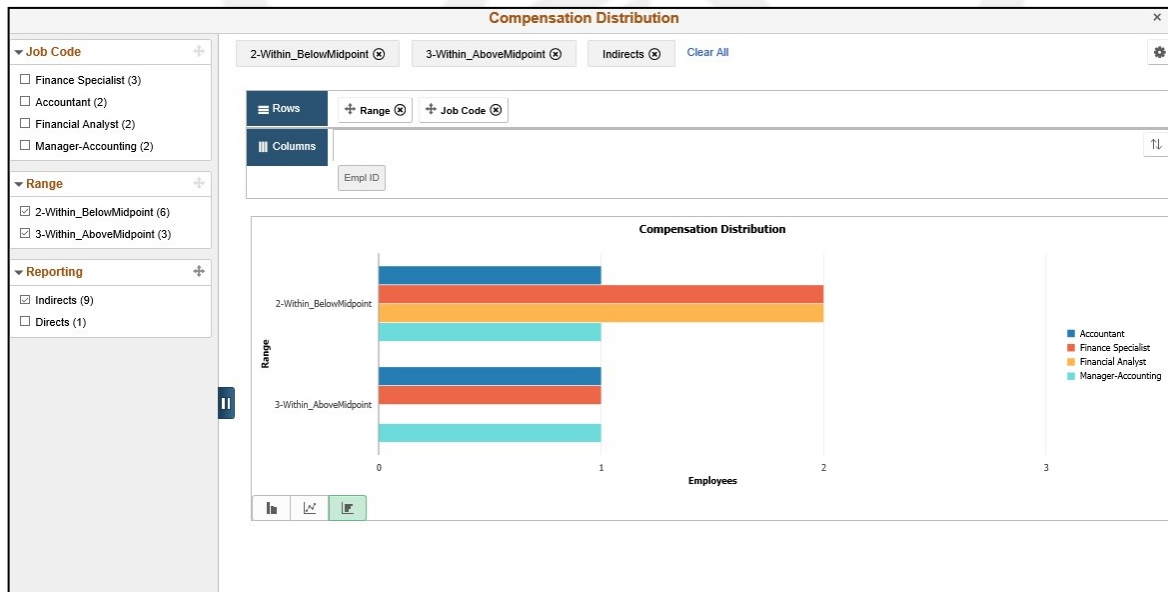 Compensation Distribution
Job Code
Finance Specialist (3)
Accountant (2)
Financial Analyst (2)
Manager-Accounting (2)
Range
2-Within_BelowMidpoint (6)
3-Within_AboveMidpoint (3)
Reporting
Indirects (9)
Directs (1)
2-Within_BelowMidpoint 3-Within_AboveMidpoint Indirects Clear All
Rows Range Job Code
Columns
Empl ID
Compensation Distribution
Range
2-Within_BelowMidpoint
3-Within_AboveMidpoint
0 1 2 3
Employees
Accountant
Finance Specialist
Financial Analyst
Manager-Accounting